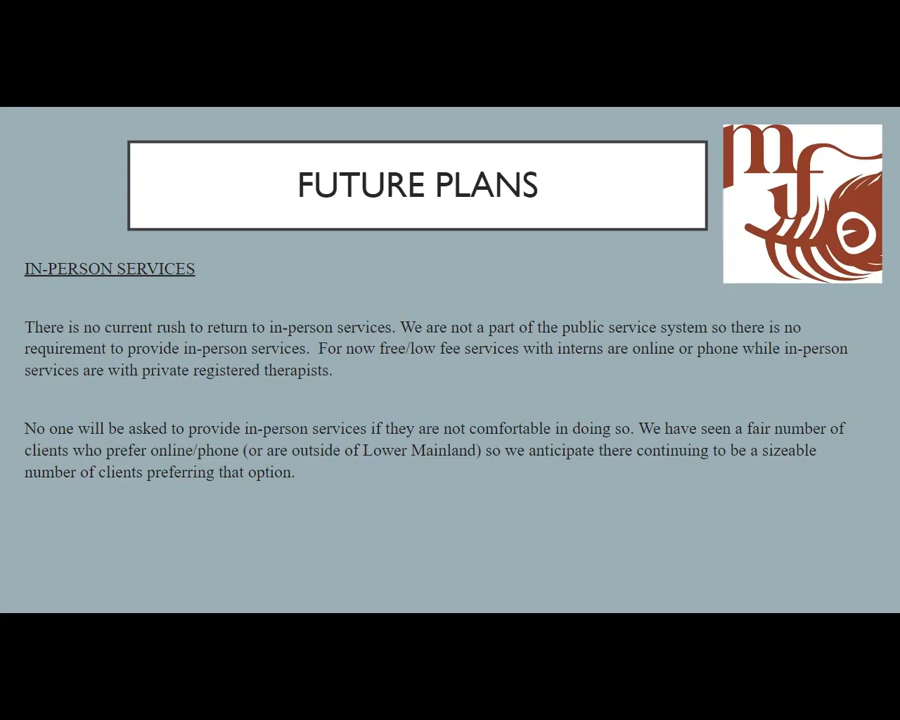 FUTURE PLANS
myf
IN-PERSON SERVICES
There is no current rush to return to in-person services. We are not a part of the public service system so there is no
requirement to provide in-person services.  For now free/low fee services with interns are online or phone while in-person
services are with private registered therapists.
No one will be asked to provide in-person services if they are not comfortable in doing so. We have seen a fair number of
clients who prefer online/phone (or are outside of Lower Mainland) so we anticipate there continuing to be a sizeable
number of clients preferring that option.